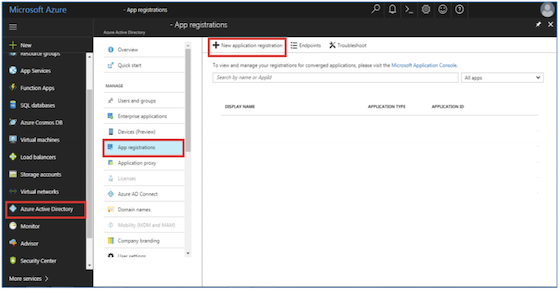 Microsoft Azure - App registrations
- App registrations
Azure Active Directory
New
Resource groups
App Services
Function Apps
SQL databases
Azure Cosmos DB
Virtual machines
Load balancers
Storage accounts
Virtual networks
Azure Active Directory
Monitor
Advisor
Security Center
More services >
Overview
Quick start
MANAGE
Users and groups
Enterprise applications
Devices (Preview)
App registrations
Application proxy
Licenses
Azure AD Connect
Domain names
Mobility (MDM and MAM)
Company branding
User settings
New application registration
Endpoints
Troubleshoot
To view and manage your registrations for converged applications, please visit the Microsoft Application Console.
Search by name or AppId
All apps
DISPLAY NAME
APPLICATION TYPE
APPLICATION ID